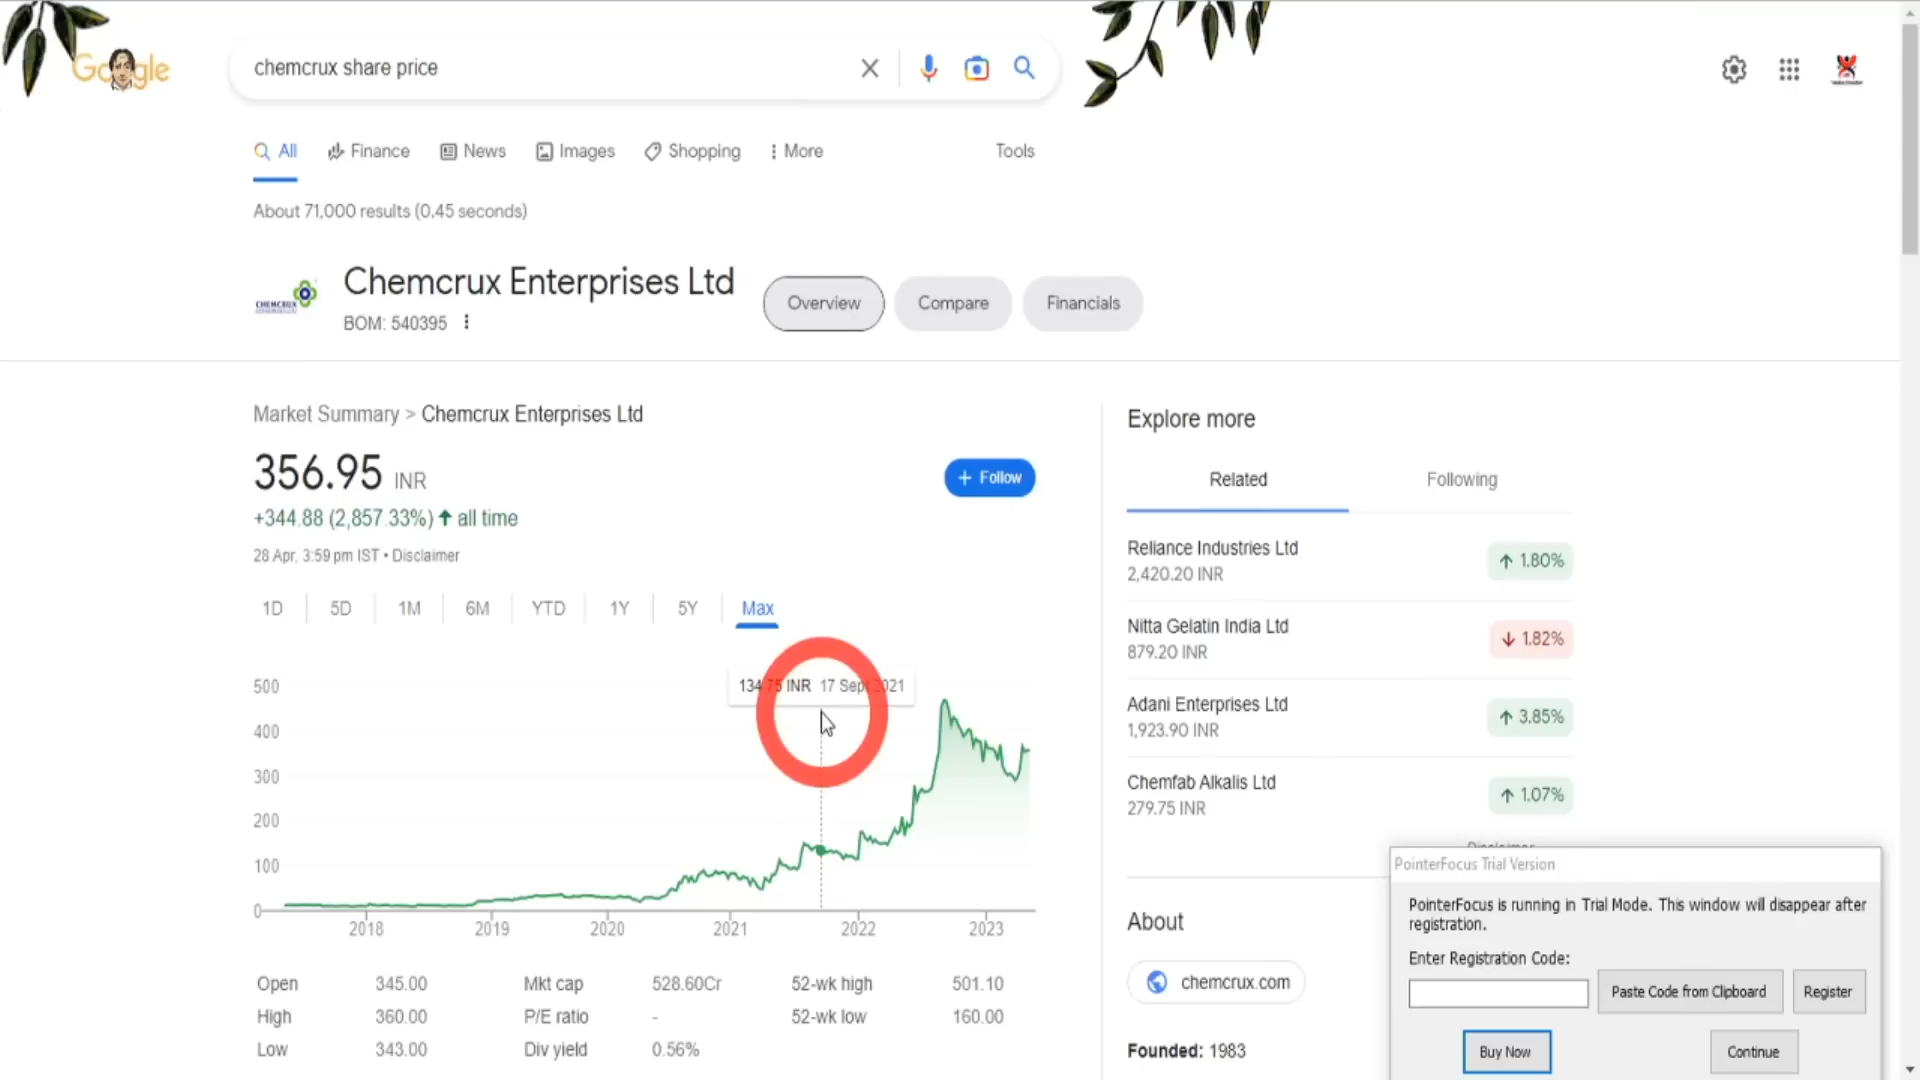 Google
chemcrux share price
All Finance News Images Shopping More Tools
About 71,000 results (0.45 seconds)
CHEMCRUX
Chemcrux Enterprises Ltd
BOM: 540395
Overview Compare Financials
Market Summary > Chemcrux Enterprises Ltd
356.95 INR
+344.88 (2,857.33%) all time
28 Apr, 3:59 pm IST • Disclaimer
+ Follow
1D 5D 1M 6M YTD 1Y 5Y Max
134.75 INR 17 Sept 2021
500
400
300
200
100
0
2018 2019 2020 2021 2022 2023
Open 345.00 Mkt cap 528.60Cr 52-wk high 501.10
High 360.00 P/E ratio - 52-wk low 160.00
Low 343.00 Div yield 0.56%
Explore more
Related Following
Reliance Industries Ltd
2,420.20 INR
1.80%
Nitta Gelatin India Ltd
879.20 INR
1.82%
Adani Enterprises Ltd
1,923.90 INR
3.85%
Chemfab Alkalis Ltd
279.75 INR
1.07%
Disclaimer
About
chemcrux.com
Founded: 1983
PointerFocus Trial Version
PointerFocus is running in Trial Mode. This window will disappear after
registration.
Enter Registration Code:
Paste Code from Clipboard Register
Buy Now Continue